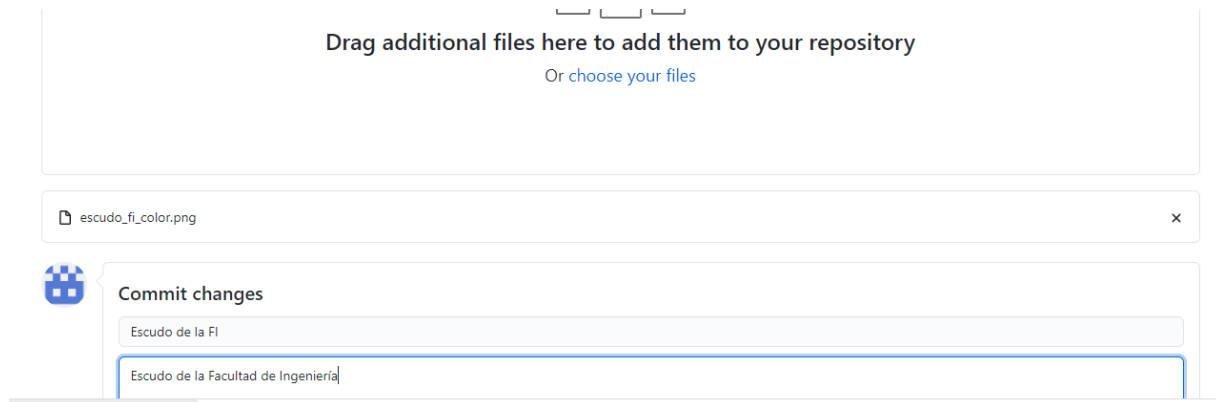 Drag additional files here to add them to your repository
Or choose your files
escudo_fi_color.png
Commit changes
Escudo de la FI
Escudo de la Facultad de Ingeniería